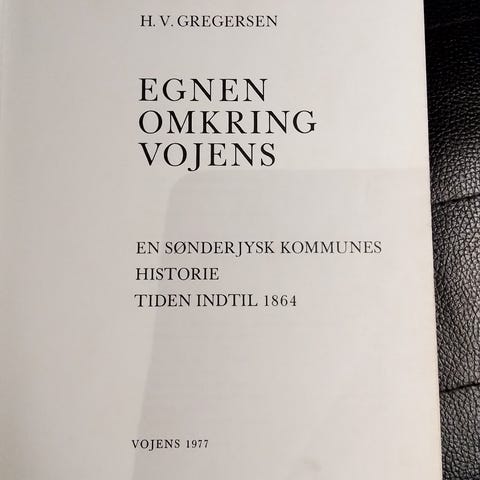 H. V. GREGERSEN
EGNEN
OMKRING
VOJENS
EN SØNDERJYSK KOMMUNES
HISTORIE
TIDEN INDTIL 1864
VOJENS 1977